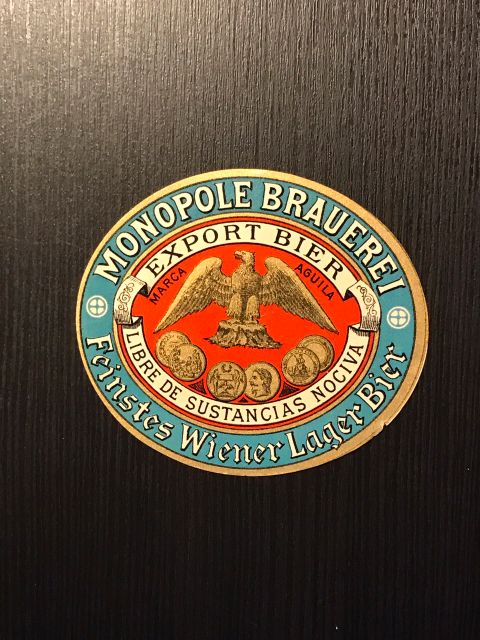 MONOPOLE BRAUEREI
EXPORT BIER
MARCA AGUILA
LIBRE DE SUSTANCIAS NOCIVA
Feinstes Wiener Lager Bier